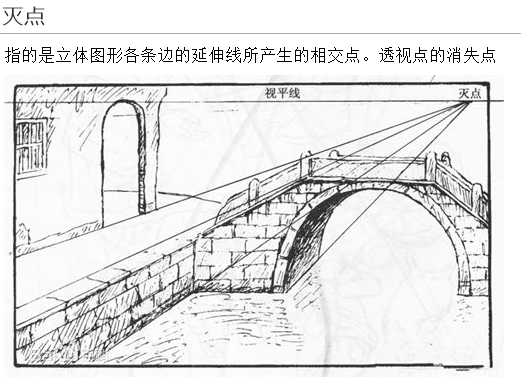 灭点
指的是立体图形各条边的延伸线所产生的相交点。透视点的消失点
视平线
灭点